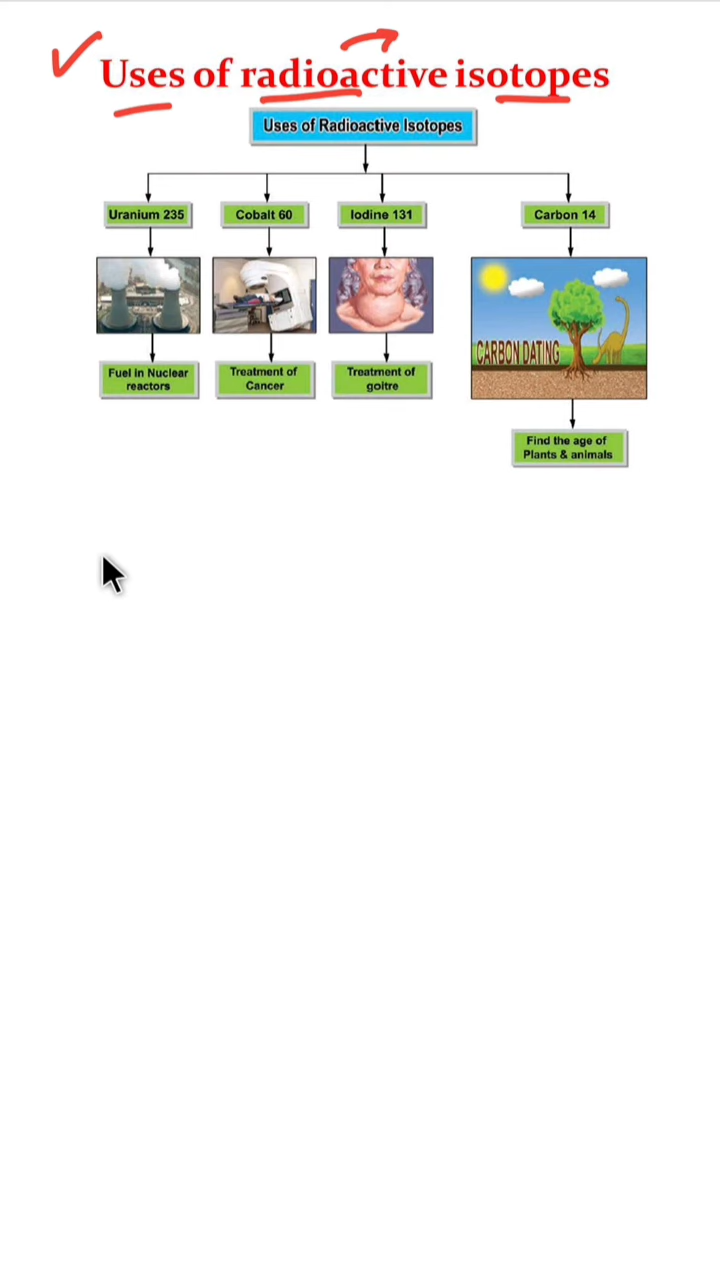 Uses of radioactive isotopes
Uses of Radioactive Isotopes
Uranium 235
Cobalt 60
Iodine 131
Carbon 14
CARBON DATING
Fuel in Nuclear
reactors
Treatment of
Cancer
Treatment of
goitre
Find the age of
Plants & animals